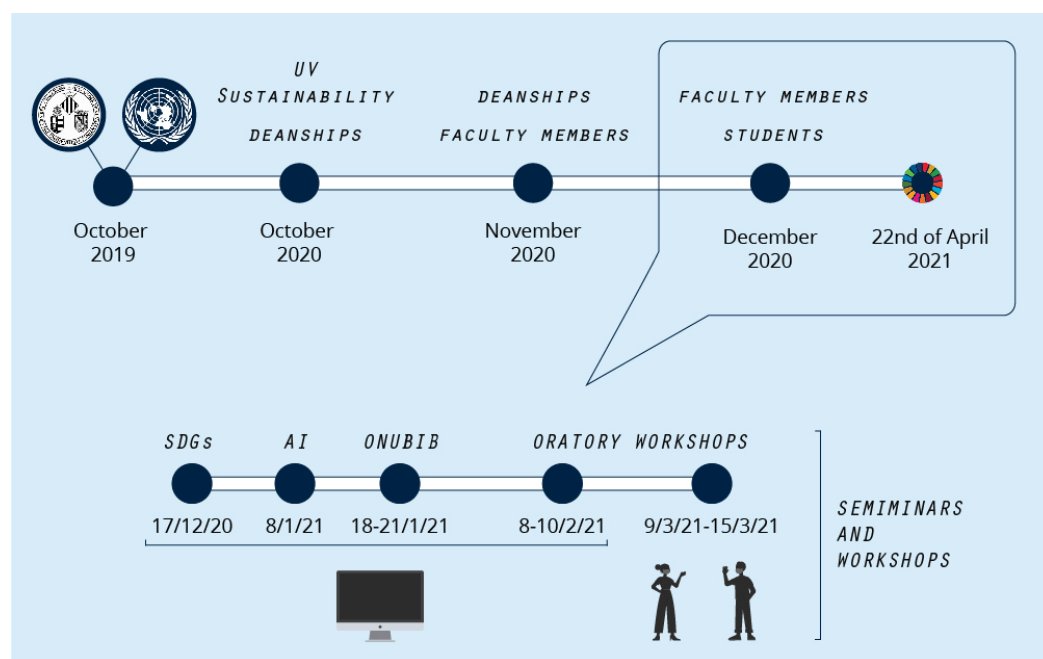 UV
SUSTAINABILITY
DEANSHIPS
DEANSHIPS
FACULTY MEMBERS
FACULTY MEMBERS
STUDENTS
October
2019
October
2020
November
2020
December
2020
22nd of April
2021
SDGs
AI
ONUBIB
ORATORY WORKSHOPS
17/12/20
8/1/21
18-21/1/21
8-10/2/21
9/3/21-15/3/21
SEMIMINARS
AND
WORKSHOPS